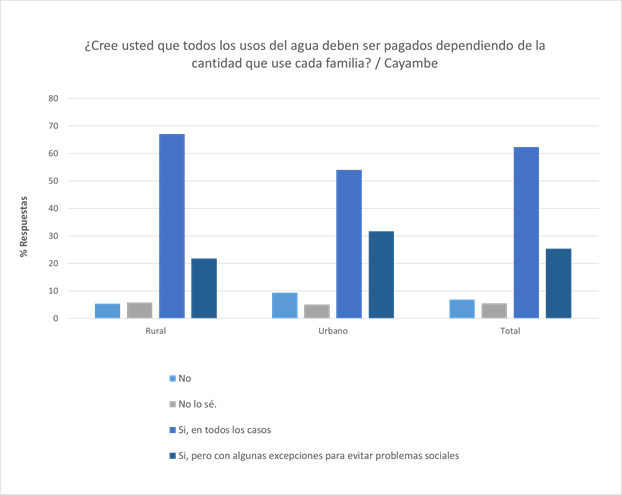 ¿Cree usted que todos los usos del agua deben ser pagados dependiendo de la
cantidad que use cada familia? / Cayambe
% Respuestas
80
70
60
50
40
30
20
10
0
Rural
Urbano
Total
No
No lo sé.
Si, en todos los casos
Si, pero con algunas excepciones para evitar problemas sociales